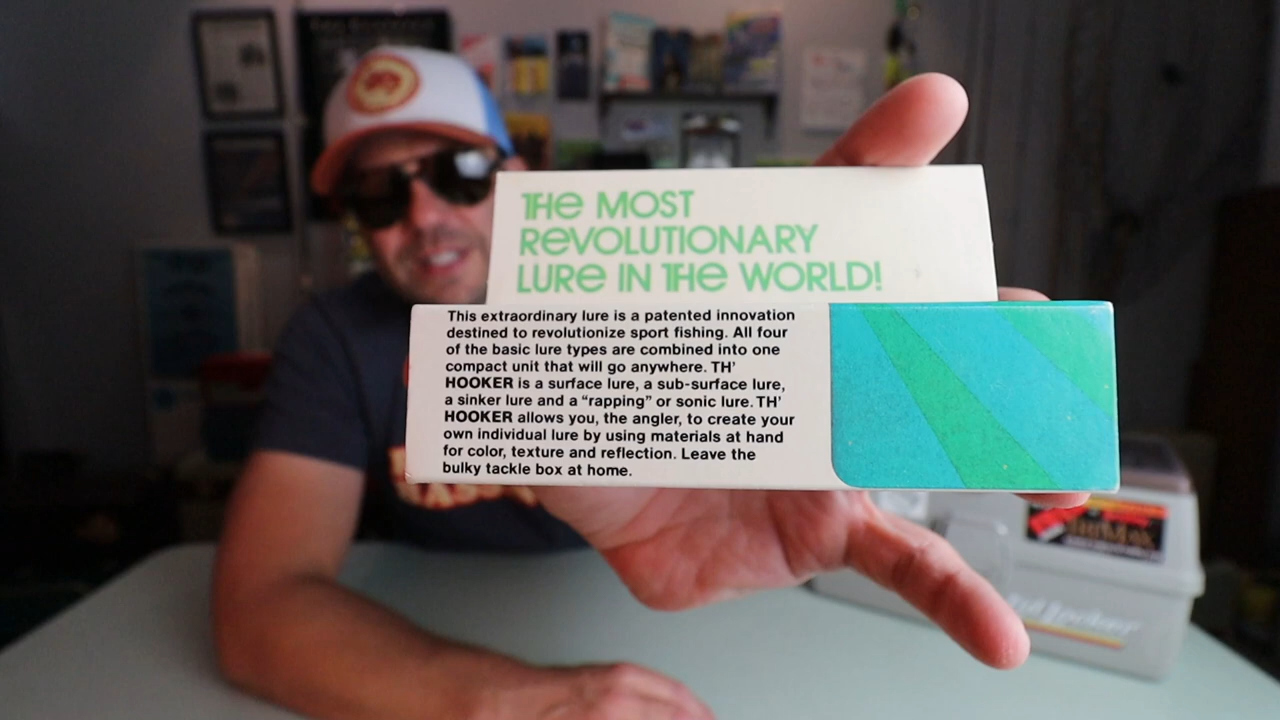 THE MOST
REVOLUTIONARY
LURE IN THE WORLD!
This extraordinary lure is a patented innovation
destined to revolutionize sport fishing. All four
of the basic lure types are combined into one
compact unit that will go anywhere. TH'
HOOKER is a surface lure, a sub-surface lure,
a sinker lure and a “rapping” or sonic lure. TH'
HOOKER allows you, the angler, to create your
own individual lure by using materials at hand
for color, texture and reflection. Leave the
bulky tackle box at home.